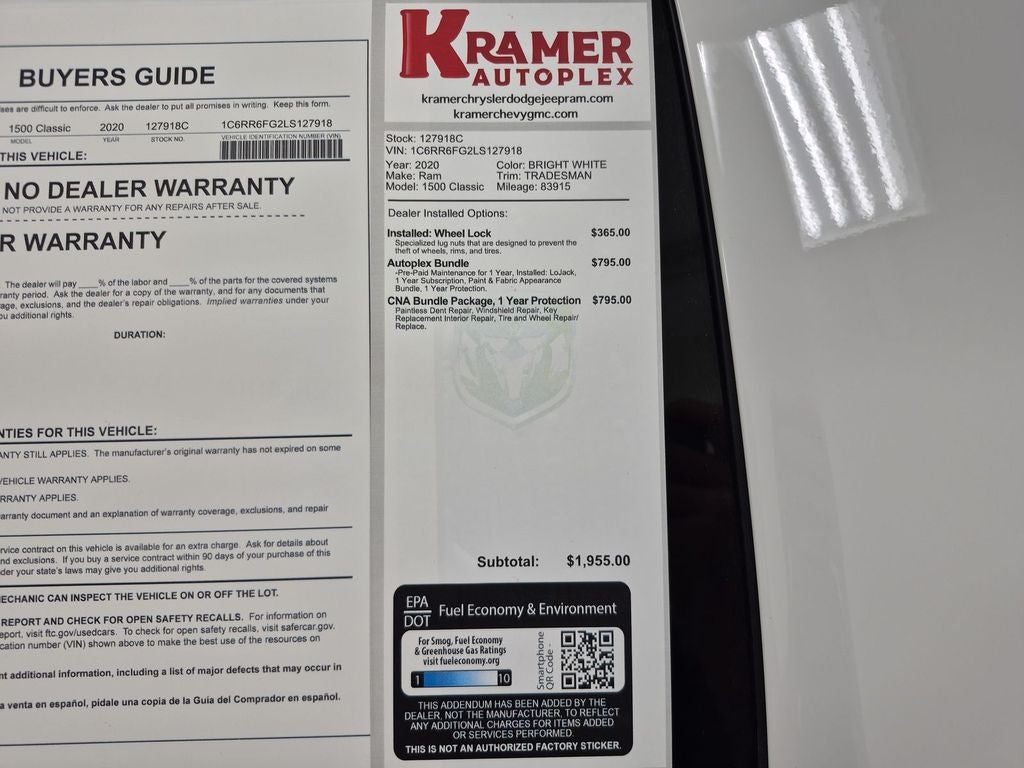 BUYERS GUIDE
ses are difficult to enforce. Ask the dealer to put all promises in writing. Keep this form.
1500 Classic 2020 127918C 1C6RR6FG2LS127918
MODEL YEAR STOCK NO. VEHICLE IDENTIFICATION NUMBER (VIN)
THIS VEHICLE:
NO DEALER WARRANTY
NOT PROVIDE A WARRANTY FOR ANY REPAIRS AFTER SALE.
R WARRANTY
The dealer will pay ____% of the labor and ____% of the parts for the covered systems
ranty period. Ask the dealer for a copy of the warranty, and for any documents that
age, exclusions, and the dealer's repair obligations. Implied warranties under your
ou additional rights.
DURATION:
NTIES FOR THIS VEHICLE:
ANTY STILL APPLIES. The manufacturer's original warranty has not expired on some
VEHICLE WARRANTY APPLIES.
RRANTY APPLIES.
arranty document and an explanation of warranty coverage, exclusions, and repair
rvice contract on this vehicle is available for an extra charge. Ask for details about
nd exclusions. If you buy a service contract within 90 days of your purchase of this
der your state's laws may give you additional rights.
ECHANIC CAN INSPECT THE VEHICLE ON OR OFF THE LOT.
REPORT AND CHECK FOR OPEN SAFETY RECALLS. For information on
eport, visit ftc.gov/usedcars. To check for open safety recalls, visit safercar.gov.
cation number (VIN) shown above to make the best use of the resources on
nt additional information, including a list of major defects that may occur in
a venta en español, pidale una copia de la Guia del Comprador en español.
KRAMER
AUTOPLEX
kramerchryslerdodgejeepram.com
kramerchevygmc.com
Stock: 127918C
VIN: 1C6RR6FG2LS127918
Year: 2020 Color: BRIGHT WHITE
Make: Ram Trim: TRADESMAN
Model: 1500 Classic Mileage: 83915
Dealer Installed Options:
Installed: Wheel Lock $365.00
Specialized lug nuts that are designed to prevent the
theft of wheels, rims, and tires.
Autoplex Bundle $795.00
-Pre-Paid Maintenance for 1 Year, Installed: LoJack,
1 Year Subscription, Paint & Fabric Appearance
Bundle, 1 Year Protection.
CNA Bundle Package, 1 Year Protection $795.00
Paintless Dent Repair, Windshield Repair, Key
Replacement Interior Repair, Tire and Wheel Repair/
Replace.
Subtotal: $1,955.00
EPA
DOT Fuel Economy & Environment
For Smog, Fuel Economy
& Greenhouse Gas Ratings
visit fueleconomy.org
1 10
Smartphone
QR Code -
THIS ADDENDUM HAS BEEN ADDED BY THE
DEALER, NOT THE MANUFACTURER, TO REFLECT
ANY ADDITIONAL CHARGES FOR ITEMS ADDED
OR SERVICES PERFORMED.
THIS IS NOT AN AUTHORIZED FACTORY STICKER.